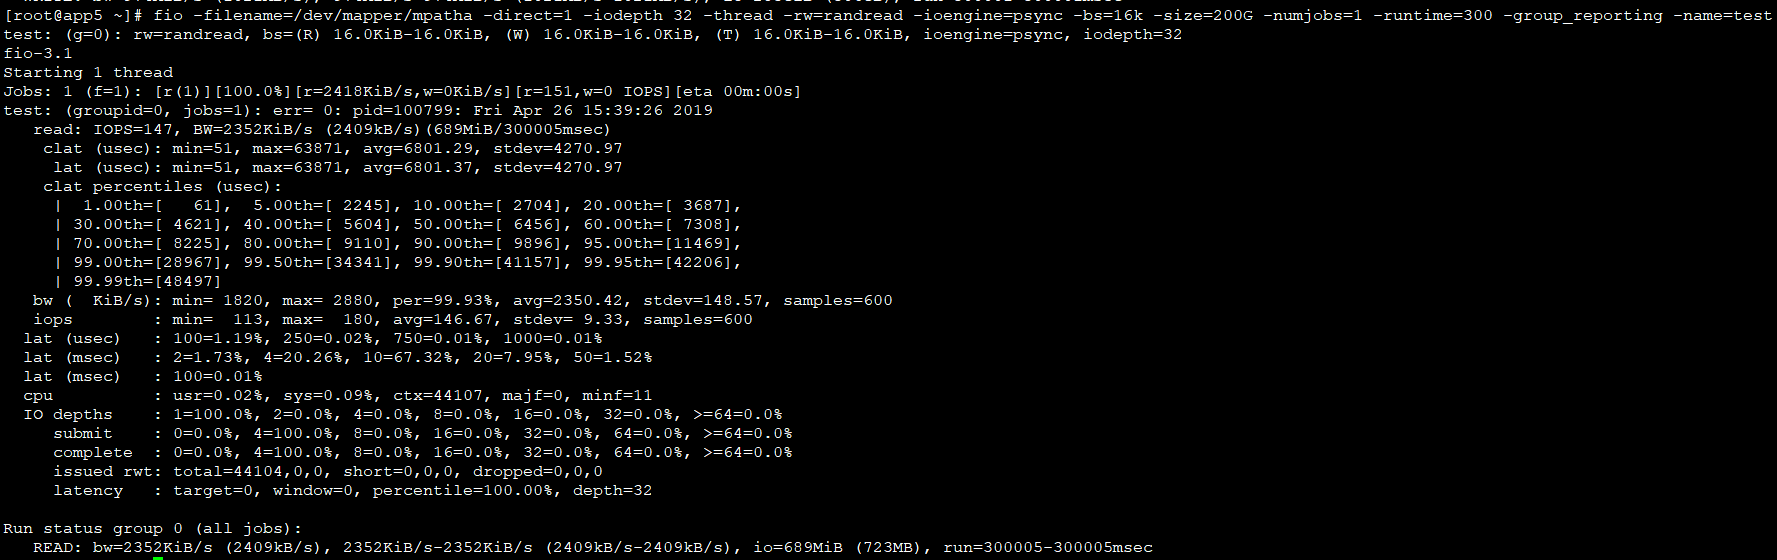 [root@app5 ~]# fio -filename=/dev/mapper/mpatha -direct=1 -iodepth 32 -thread -rw=randread -ioengine=psync -bs=16k -size=200G -numjobs=1 -runtime=300 -group_reporting -name=test
test: (g=0): rw=randread, bs=(R) 16.0KiB-16.0KiB, (W) 16.0KiB-16.0KiB, (T) 16.0KiB-16.0KiB, ioengine=psync, iodepth=32
fio-3.1
Starting 1 thread
Jobs: 1 (f=1): [r(1)][100.0%][r=2418KiB/s,w=0KiB/s][r=151,w=0 IOPS][eta 00m:00s]
test: (groupid=0, jobs=1): err= 0: pid=100799: Fri Apr 26 15:39:26 2019
   read: IOPS=147, BW=2352KiB/s (2409kB/s)(689MiB/300005msec)
    clat (usec): min=51, max=63871, avg=6801.29, stdev=4270.97
     lat (usec): min=51, max=63871, avg=6801.37, stdev=4270.97
    clat percentiles (usec):
     |  1.00th=[   61],  5.00th=[ 2245], 10.00th=[ 2704], 20.00th=[ 3687],
     | 30.00th=[ 4621], 40.00th=[ 5604], 50.00th=[ 6456], 60.00th=[ 7308],
     | 70.00th=[ 8225], 80.00th=[ 9110], 90.00th=[ 9896], 95.00th=[11469],
     | 99.00th=[28967], 99.50th=[34341], 99.90th=[41157], 99.95th=[42206],
     | 99.99th=[48497]
   bw (  KiB/s): min= 1820, max= 2880, per=99.93%, avg=2350.42, stdev=148.57, samples=600
   iops        : min=  113, max=  180, avg=146.67, stdev= 9.33, samples=600
  lat (usec)   : 100=1.19%, 250=0.02%, 750=0.01%, 1000=0.01%
  lat (msec)   : 2=1.73%, 4=20.26%, 10=67.32%, 20=7.95%, 50=1.52%
  lat (msec)   : 100=0.01%
  cpu          : usr=0.02%, sys=0.09%, ctx=44107, majf=0, minf=11
  IO depths    : 1=100.0%, 2=0.0%, 4=0.0%, 8=0.0%, 16=0.0%, 32=0.0%, >=64=0.0%
     submit    : 0=0.0%, 4=100.0%, 8=0.0%, 16=0.0%, 32=0.0%, 64=0.0%, >=64=0.0%
     complete  : 0=0.0%, 4=100.0%, 8=0.0%, 16=0.0%, 32=0.0%, 64=0.0%, >=64=0.0%
     issued rwt: total=44104,0,0, short=0,0,0, dropped=0,0,0
     latency   : target=0, window=0, percentile=100.00%, depth=32
Run status group 0 (all jobs):
   READ: bw=2352KiB/s (2409kB/s), 2352KiB/s-2352KiB/s (2409kB/s-2409kB/s), io=689MiB (723MB), run=300005-300005msec